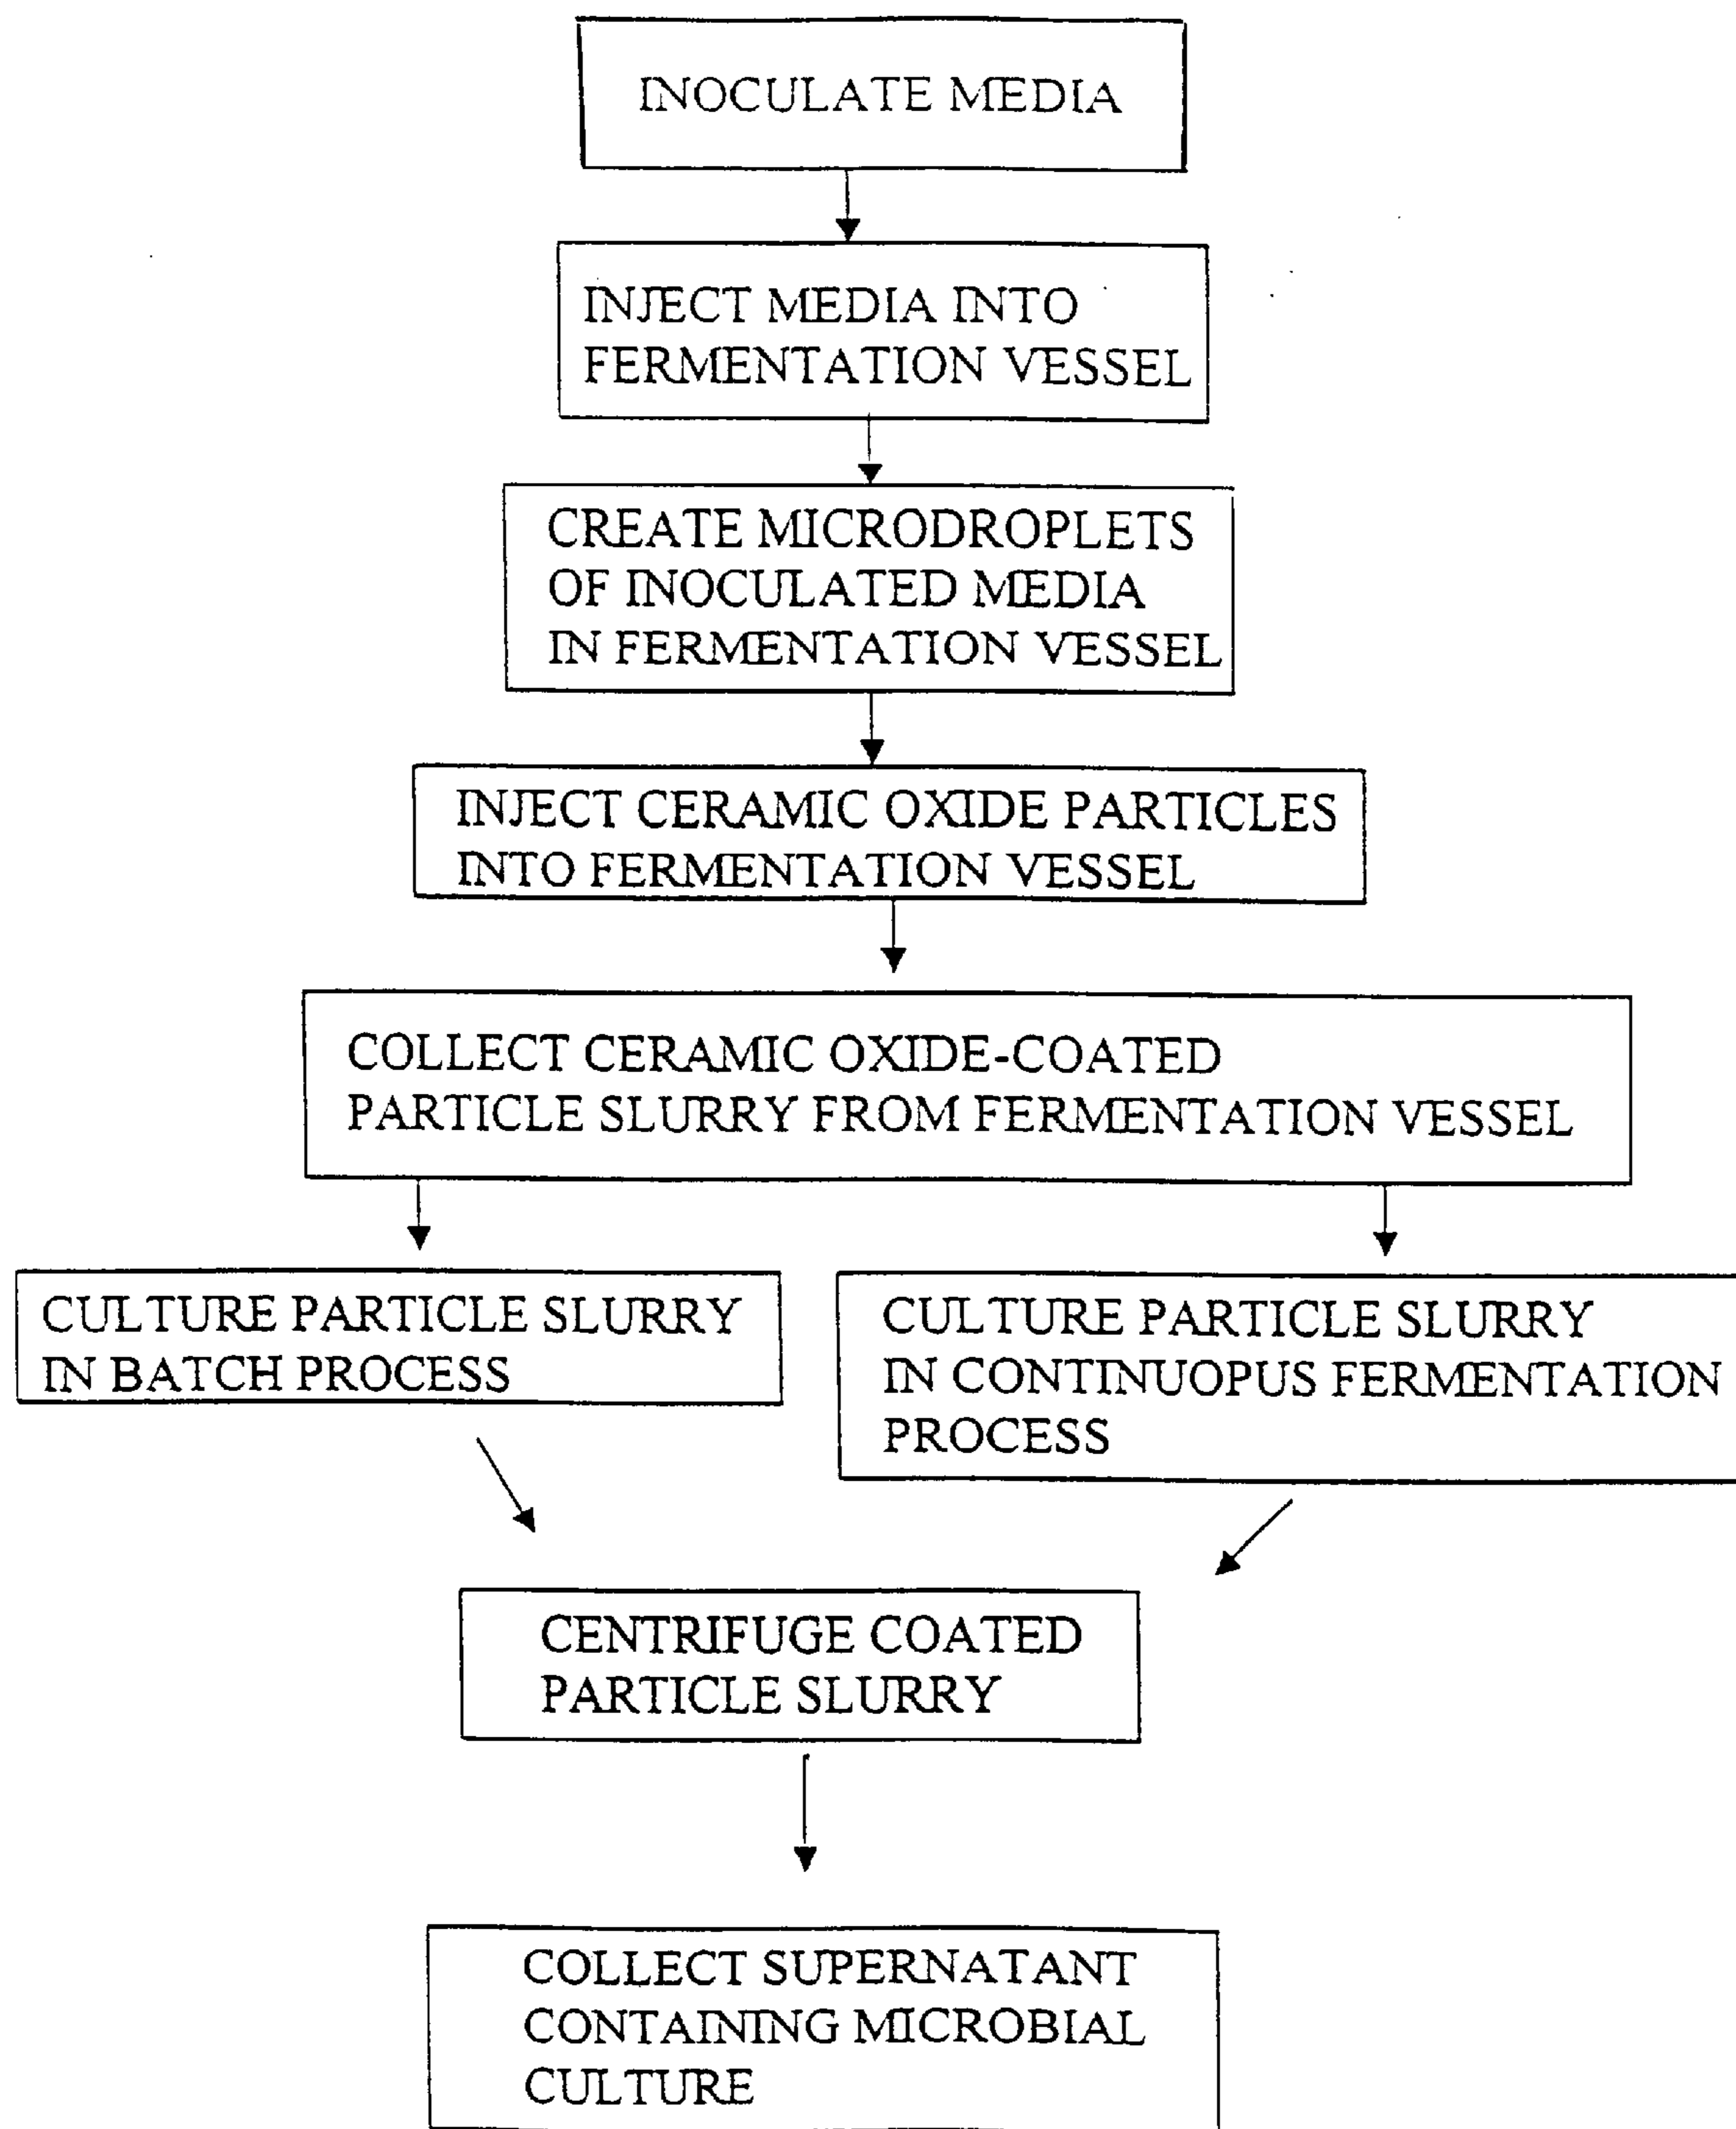 INOCULATE MEDIA
INJECT MEDIA INTO
FERMENTATION VESSEL
CREATE MICRODROPLETS
OF INOCULATED MEDIA
IN FERMENTATION VESSEL
INJECT CERAMIC OXIDE PARTICLES
INTO FERMENTATION VESSEL
COLLECT CERAMIC OXIDE-COATED
PARTICLE SLURRY FROM FERMENTATION VESSEL
CULTURE PARTICLE SLURRY
IN BATCH PROCESS
CULTURE PARTICLE SLURRY
IN CONTINUOPUS FERMENTATION
PROCESS
CENTRIFUGE COATED
PARTICLE SLURRY
COLLECT SUPERNATANT
CONTAINING MICROBIAL
CULTURE